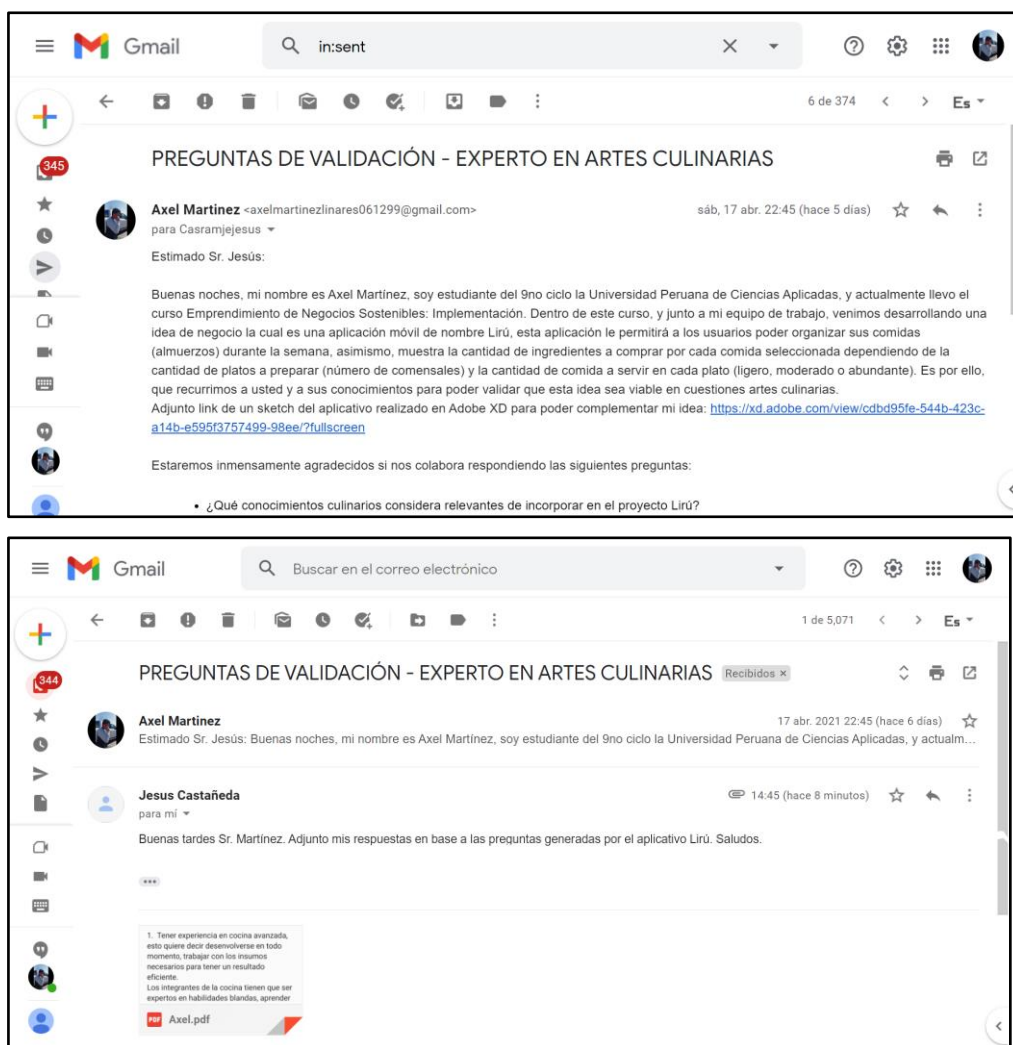 Gmail
in:sent
6 de 374
Es
345
PREGUNTAS DE VALIDACIÓN - EXPERTO EN ARTES CULINARIAS
Axel Martinez <axelmartinezlinares061299@gmail.com>
sáb, 17 abr. 22:45 (hace 5 días)
para Casramjejesus
Estimado Sr. Jesús:
Buenas noches, mi nombre es Axel Martínez, soy estudiante del 9no ciclo la Universidad Peruana de Ciencias Aplicadas, y actualmente llevo el
curso Emprendimiento de Negocios Sostenibles: Implementación. Dentro de este curso, y junto a mi equipo de trabajo, venimos desarrollando una
idea de negocio la cual es una aplicación móvil de nombre Lirú, esta aplicación le permitirá a los usuarios poder organizar sus comidas
(almuerzos) durante la semana, asimismo, muestra la cantidad de ingredientes a comprar por cada comida seleccionada dependiendo de la
cantidad de platos a preparar (número de comensales) y la cantidad de comida a servir en cada plato (ligero, moderado o abundante). Es por ello,
que recurrimos a usted y a sus conocimientos para poder validar que esta idea sea viable en cuestiones artes culinarias.
Adjunto link de un sketch del aplicativo realizado en Adobe XD para poder complementar mi idea: https://xd.adobe.com/view/cdbd95fe-544b-423c-
a14b-e595f3757499-98ee/?fullscreen
Estaremos inmensamente agradecidos si nos colabora respondiendo las siguientes preguntas:
• ¿Qué conocimientos culinarios considera relevantes de incorporar en el proyecto Lirú?
Gmail
Buscar en el correo electrónico
1 de 5,071
Es
344
PREGUNTAS DE VALIDACIÓN - EXPERTO EN ARTES CULINARIAS
Recibidos ×
Axel Martinez
17 abr. 2021 22:45 (hace 6 días)
Estimado Sr. Jesús: Buenas noches, mi nombre es Axel Martínez, soy estudiante del 9no ciclo la Universidad Peruana de Ciencias Aplicadas, y actualm...
Jesus Castañeda
14:45 (hace 8 minutos)
para mí
Buenas tardes Sr. Martínez. Adjunto mis respuestas en base a las preguntas generadas por el aplicativo Lirú. Saludos.
1. Tener experiencia en cocina avanzada,
esto quiere decir desenvolverse en todo
momento, trabajar con los insumos
necesarios para tener un resultado
eficiente.
Los integrantes de la cocina tienen que ser
expertos en habilidades blandas, aprender
PDF
Axel.pdf